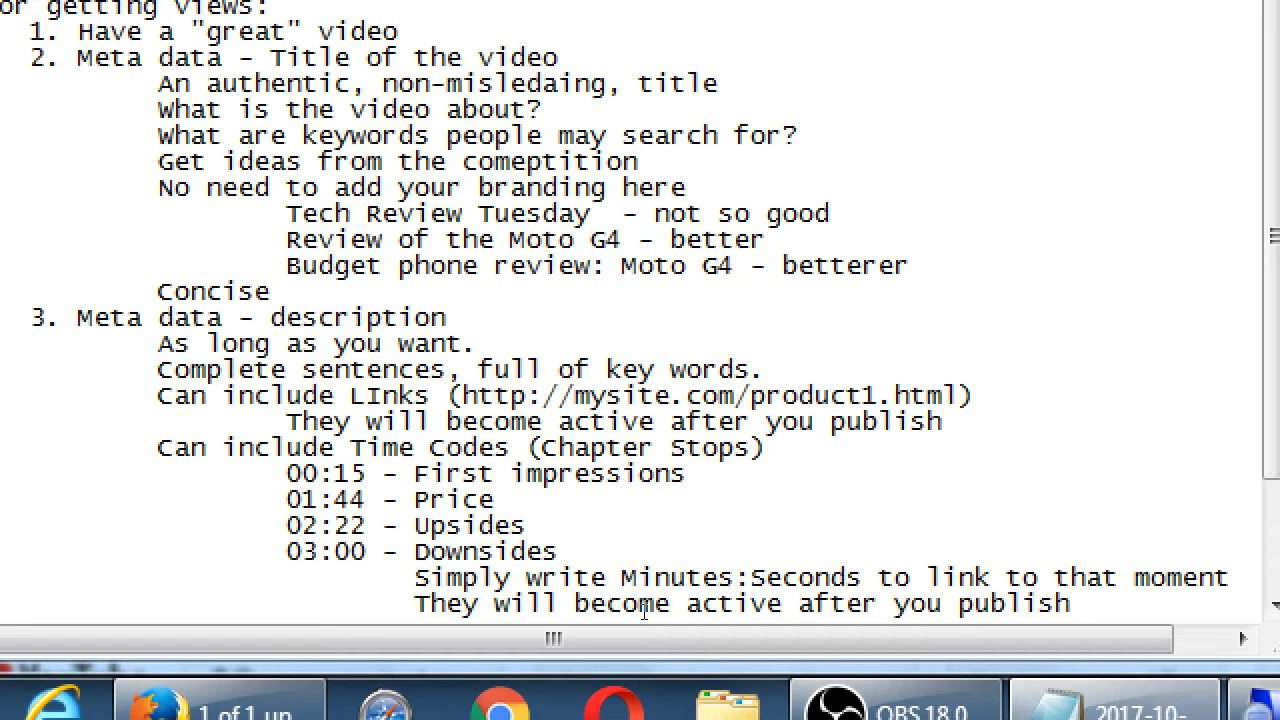 or getting views:
1. Have a "great" video
2. Meta data - Title of the video
An authentic, non-misledaing, title
What is the video about?
What are keywords people may search for?
Get ideas from the comeptition
No need to add your branding here
Tech Review Tuesday  - not so good
Review of the Moto G4 - better
Budget phone review: Moto G4 - betterer
Concise
3. Meta data - description
As long as you want.
Complete sentences, full of key words.
Can include LInks (http://mysite.com/product1.html)
They will become active after you publish
Can include Time Codes (Chapter Stops)
00:15 - First impressions
01:44 - Price
02:22 - Upsides
03:00 - Downsides
Simply write Minutes:Seconds to link to that moment
They will become active after you publish
1 of 1 up OBS 18.0 2017-10-